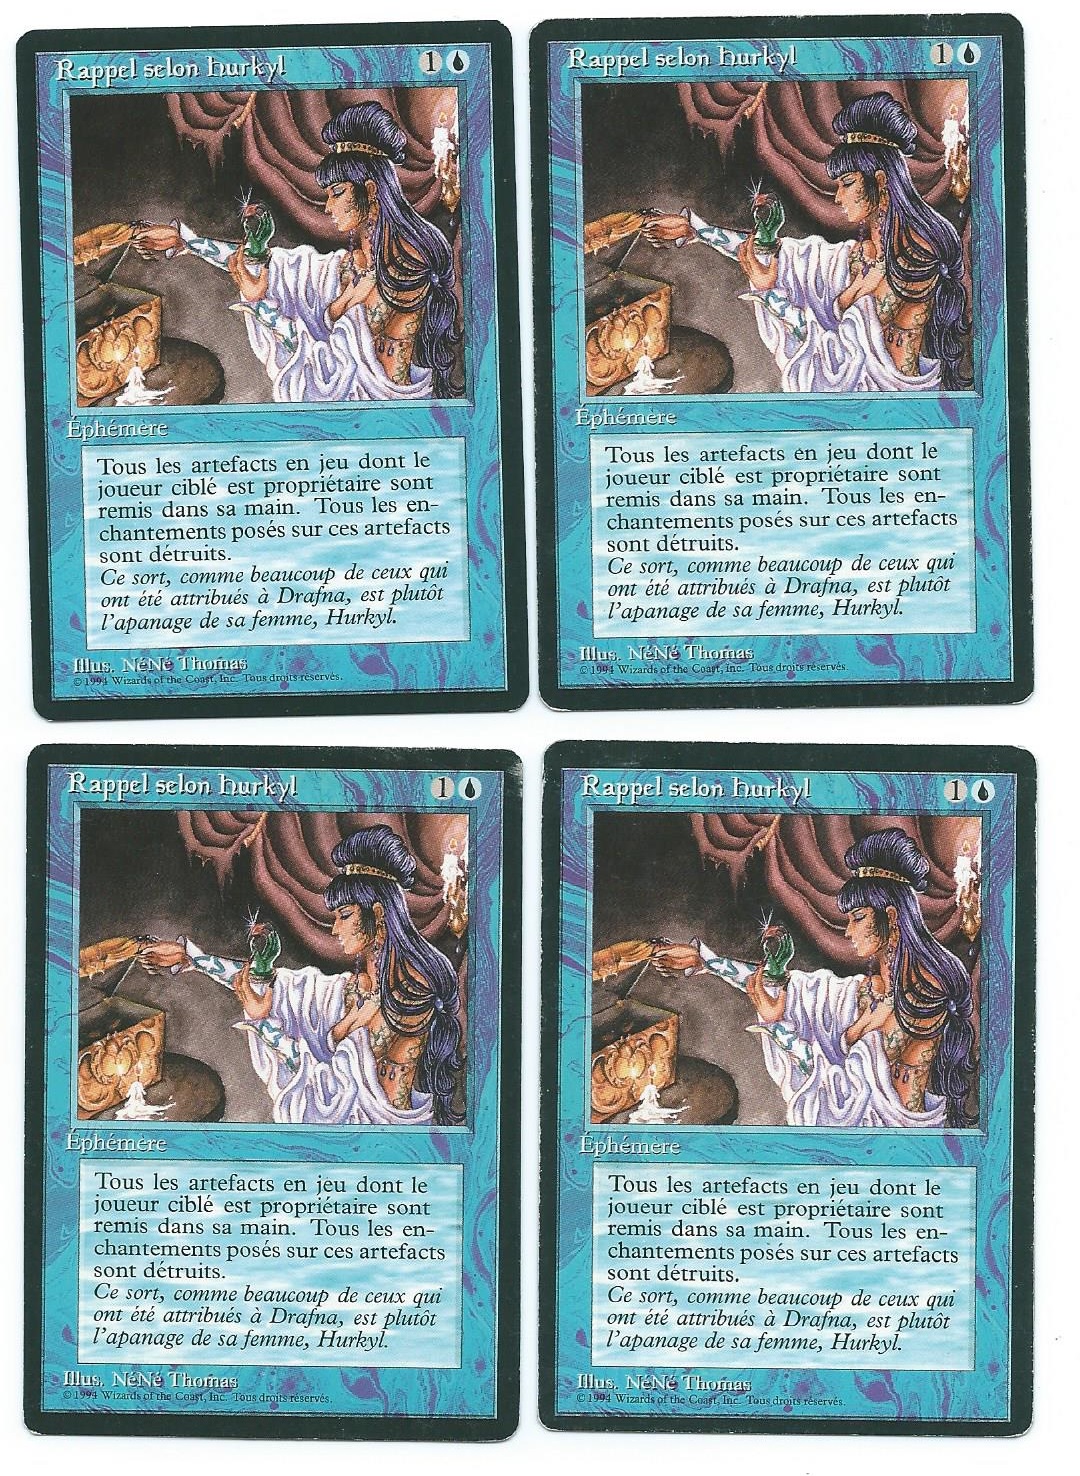 Rappel selon Hurkyl 1
Éphémère
Tous les artefacts en jeu dont le
joueur ciblé est propriétaire sont
remis dans sa main. Tous les en-
chantements posés sur ces artefacts
sont détruits.
Ce sort, comme beaucoup de ceux qui
ont été attribués à Drafna, est plutôt
l'apanage de sa femme, Hurkyl.
Illus. NéNé Thomas
© 1994 Wizards of the Coast, Inc. Tous droits réservés.
Rappel selon Hurkyl 1
Éphémère
Tous les artefacts en jeu dont le
joueur ciblé est propriétaire sont
remis dans sa main. Tous les en-
chantements posés sur ces artefacts
sont détruits.
Ce sort, comme beaucoup de ceux qui
ont été attribués à Drafna, est plutôt
l'apanage de sa femme, Hurkyl.
Illus. NéNé Thomas
© 1994 Wizards of the Coast, Inc. Tous droits réservés.
Rappel selon Hurkyl 1
Éphémère
Tous les artefacts en jeu dont le
joueur ciblé est propriétaire sont
remis dans sa main. Tous les en-
chantements posés sur ces artefacts
sont détruits.
Ce sort, comme beaucoup de ceux qui
ont été attribués à Drafna, est plutôt
l'apanage de sa femme, Hurkyl.
Illus. NéNé Thomas
© 1994 Wizards of the Coast, Inc. Tous droits réservés.
Rappel selon Hurkyl 1
Éphémère
Tous les artefacts en jeu dont le
joueur ciblé est propriétaire sont
remis dans sa main. Tous les en-
chantements posés sur ces artefacts
sont détruits.
Ce sort, comme beaucoup de ceux qui
ont été attribués à Drafna, est plutôt
l'apanage de sa femme, Hurkyl.
Illus. NéNé Thomas
© 1994 Wizards of the Coast, Inc. Tous droits réservés.